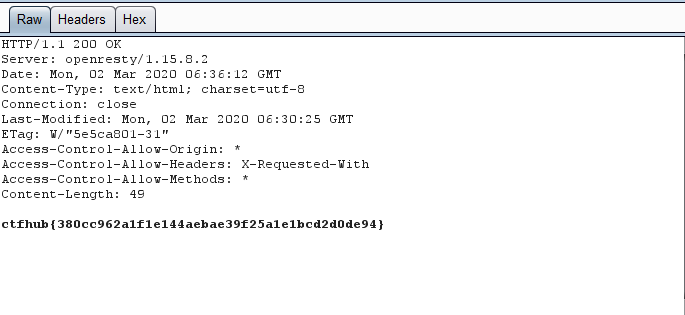 Raw Headers Hex
HTTP/1.1 200 OK
Server: openresty/1.15.8.2
Date: Mon, 02 Mar 2020 06:36:12 GMT
Content-Type: text/html; charset=utf-8
Connection: close
Last-Modified: Mon, 02 Mar 2020 06:30:25 GMT
ETag: W/"5e5ca801-31"
Access-Control-Allow-Origin: *
Access-Control-Allow-Headers: X-Requested-With
Access-Control-Allow-Methods: *
Content-Length: 49
ctfhub{380cc962a1f1e144aebae39f25a1e1bcd2d0de94}